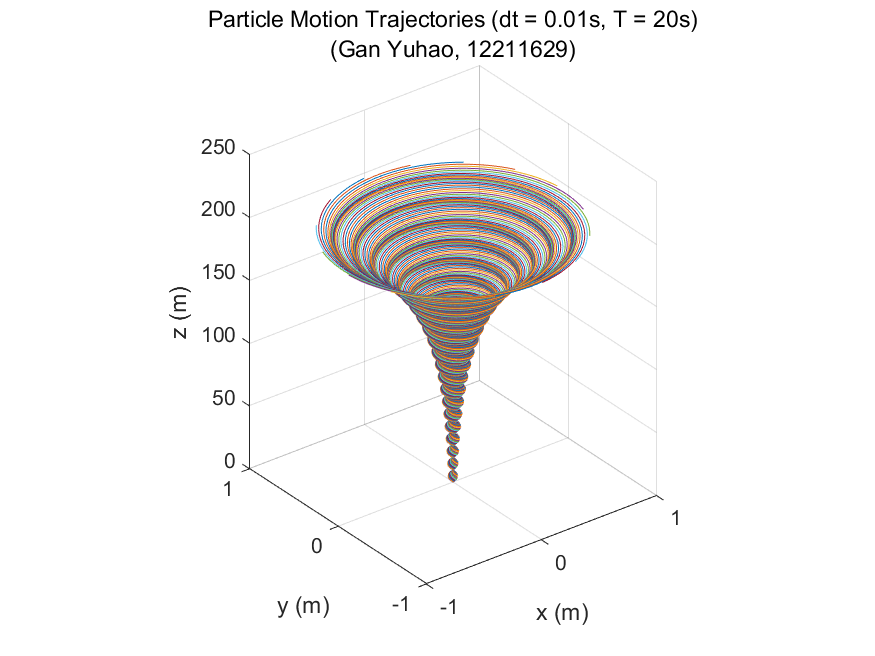 Particle Motion Trajectories (dt = 0.01s, T = 20s)
(Gan Yuhao, 12211629)
250
200
150
100
50
0
z (m)
1
0
-1
y (m)
-1
0
1
x (m)